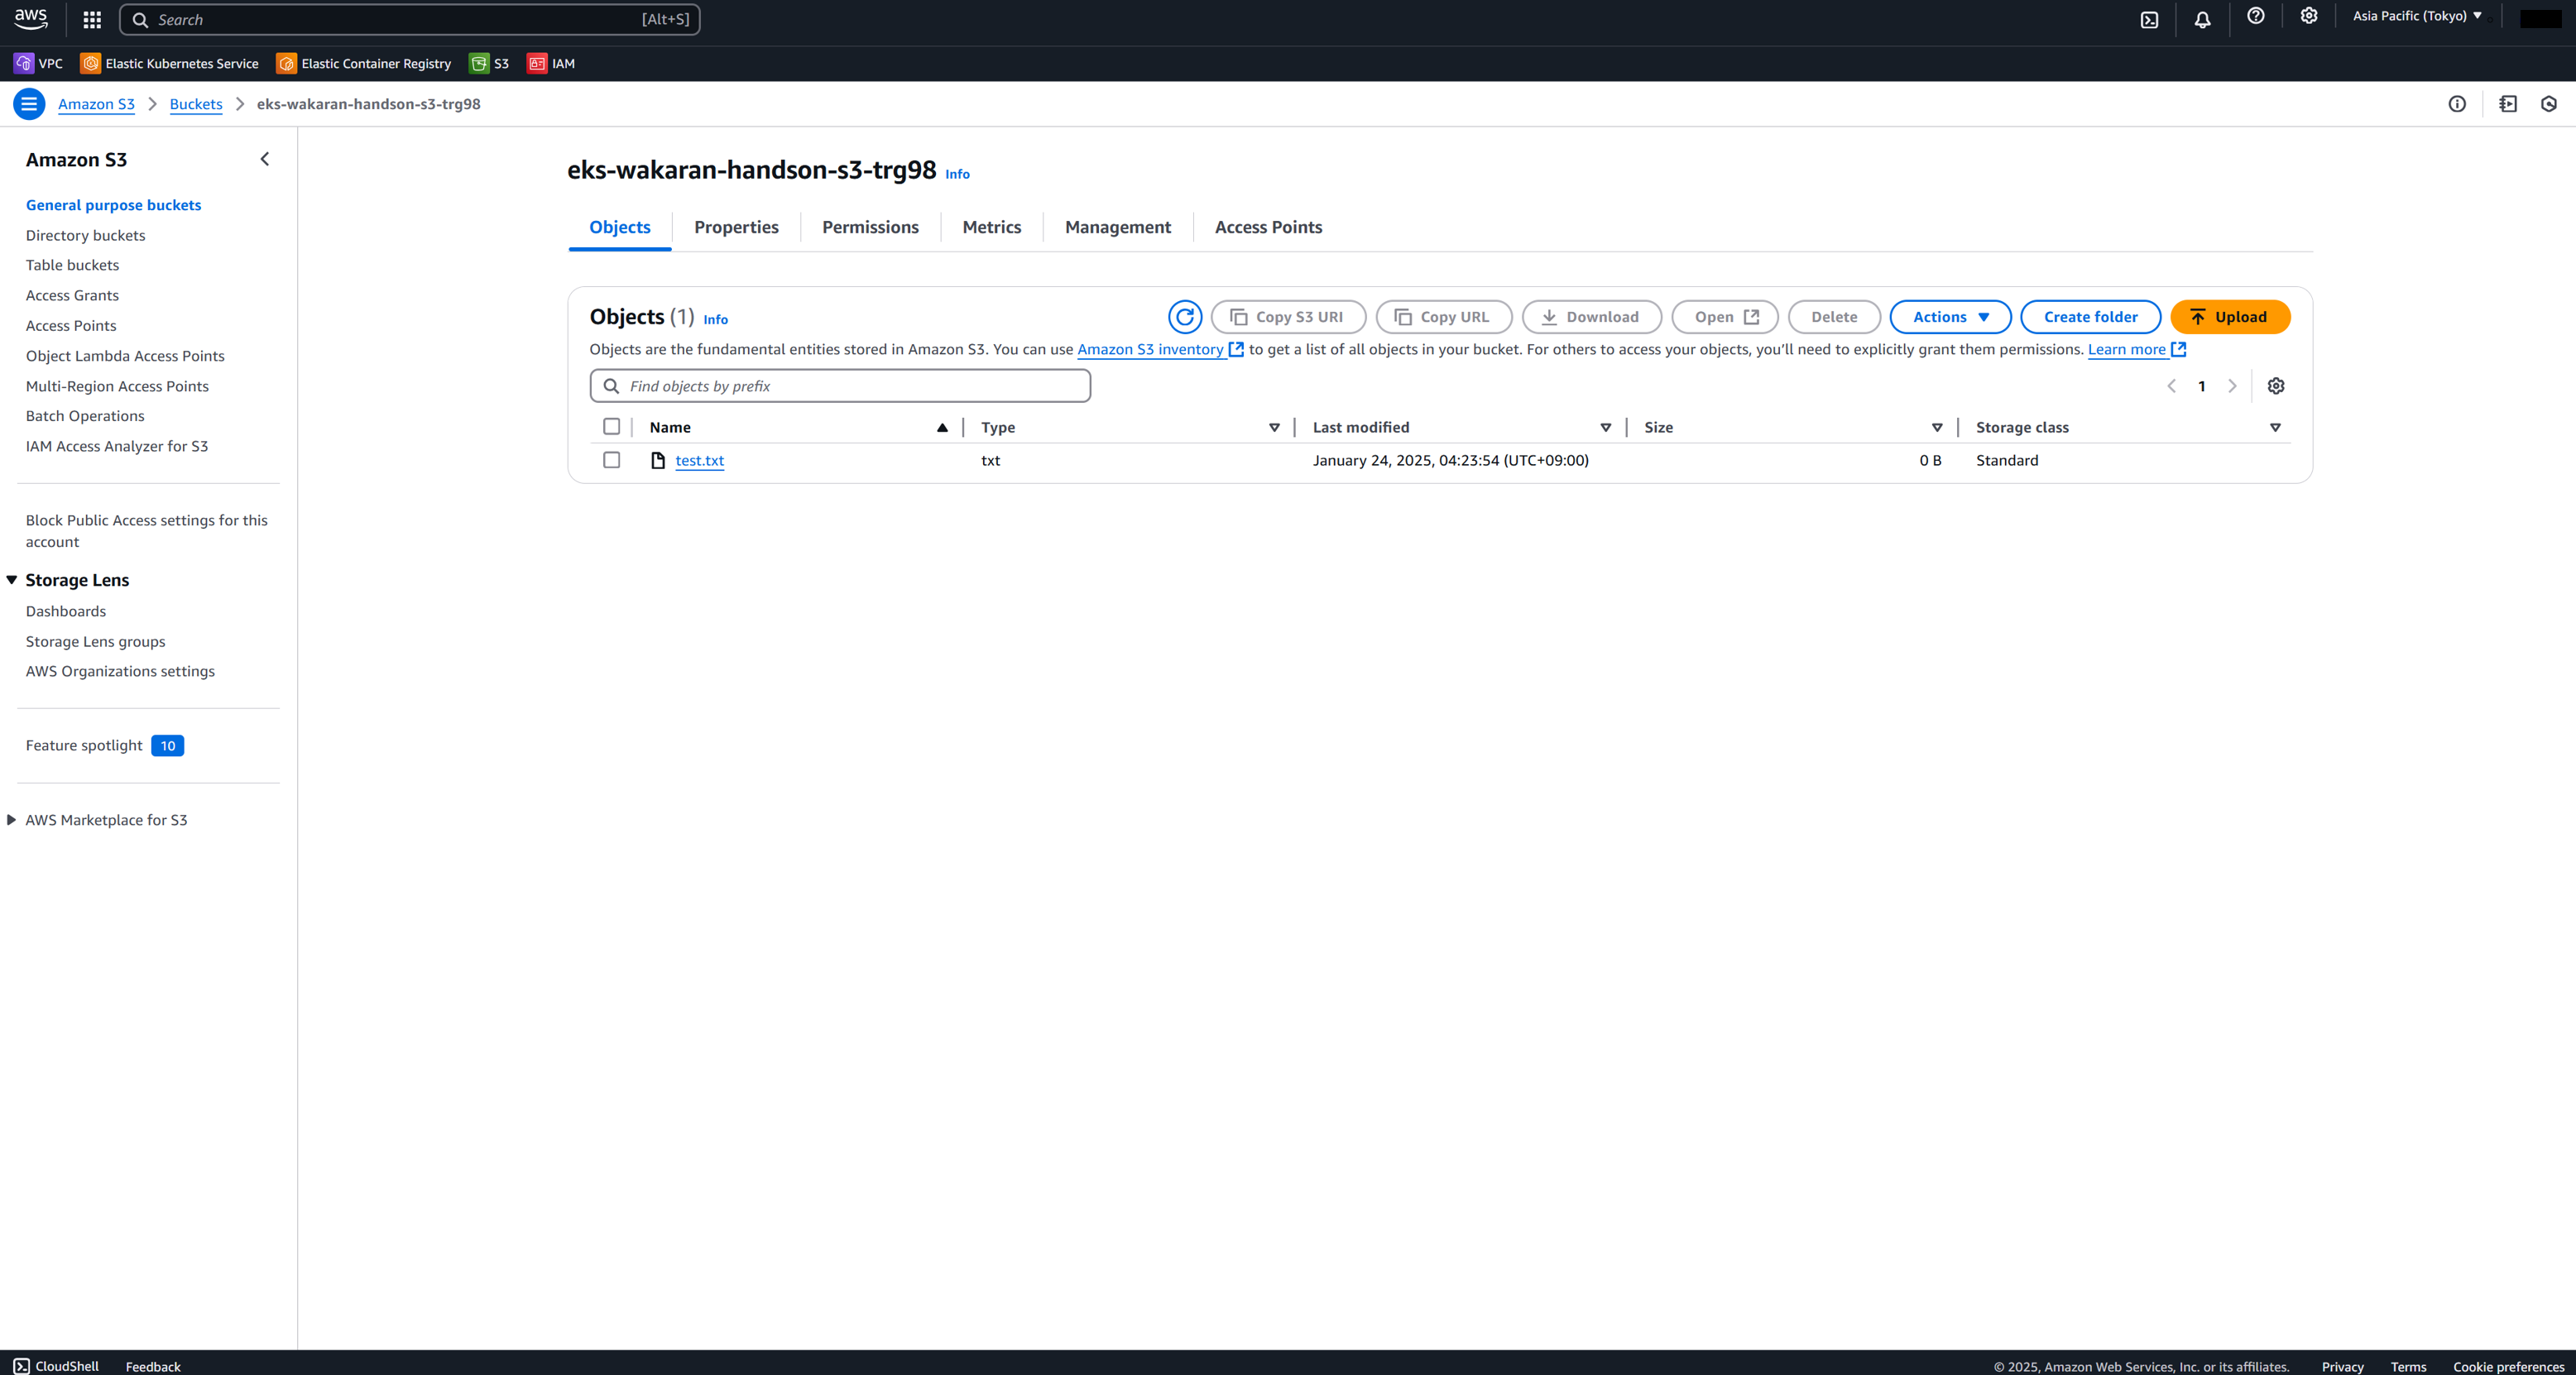 aws Search [Alt+S] Asia Pacific (Tokyo)
VPC Elastic Kubernetes Service Elastic Container Registry S3 IAM
Amazon S3 Buckets eks-wakaran-handson-s3-trg98
Amazon S3
General purpose buckets
Directory buckets
Table buckets
Access Grants
Access Points
Object Lambda Access Points
Multi-Region Access Points
Batch Operations
IAM Access Analyzer for S3
Block Public Access settings for this
account
Storage Lens
Dashboards
Storage Lens groups
AWS Organizations settings
Feature spotlight 10
AWS Marketplace for S3
eks-wakaran-handson-s3-trg98 Info
Objects Properties Permissions Metrics Management Access Points
Objects (1) Info Copy S3 URI Copy URL Download Open Delete Actions Create folder Upload
Objects are the fundamental entities stored in Amazon S3. You can use Amazon S3 inventory to get a list of all objects in your bucket. For others to access your objects, you’ll need to explicitly grant them permissions. Learn more
Find objects by prefix 1
Name Type Last modified Size Storage class
test.txt txt January 24, 2025, 04:23:54 (UTC+09:00) 0 B Standard
CloudShell Feedback © 2025, Amazon Web Services, Inc. or its affiliates. Privacy Terms Cookie preferences